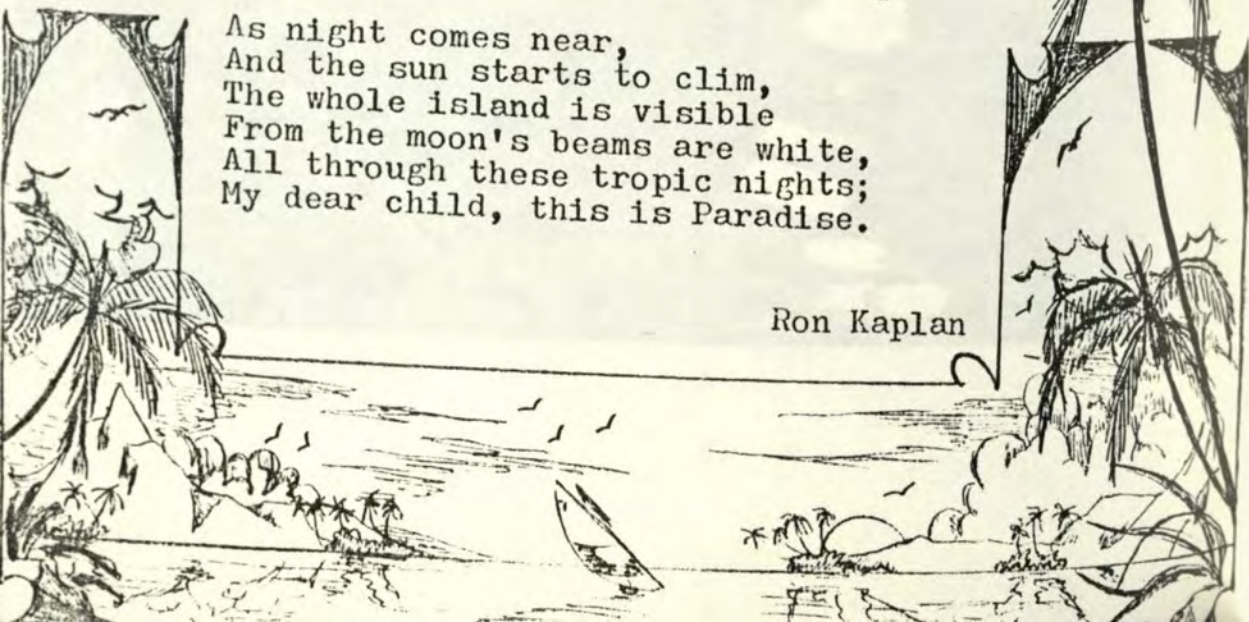 As night comes near,
And the sun starts to clim,
The whole island is visible
From the moon's beams are white,
All through these tropic nights;
My dear child, this is Paradise.
Ron Kaplan